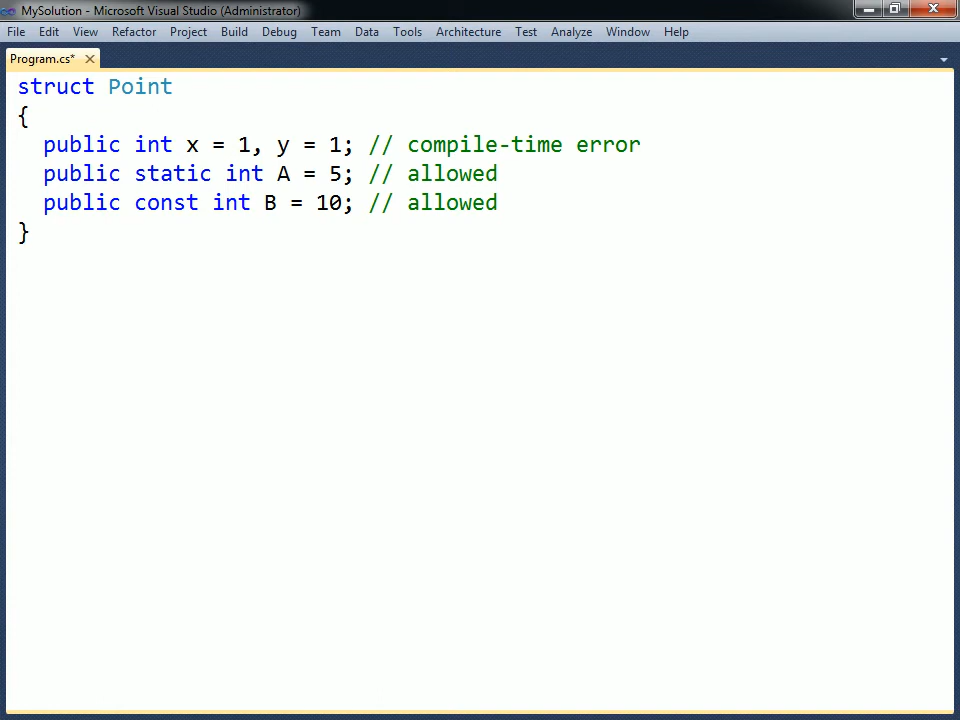 MySolution - Microsoft Visual Studio (Administrator)
File Edit View Refactor Project Build Debug Team Data Tools Architecture Test Analyze Window Help
Program.cs*
struct Point
{
public int x = 1, y = 1; // compile-time error
public static int A = 5; // allowed
public const int B = 10; // allowed
}